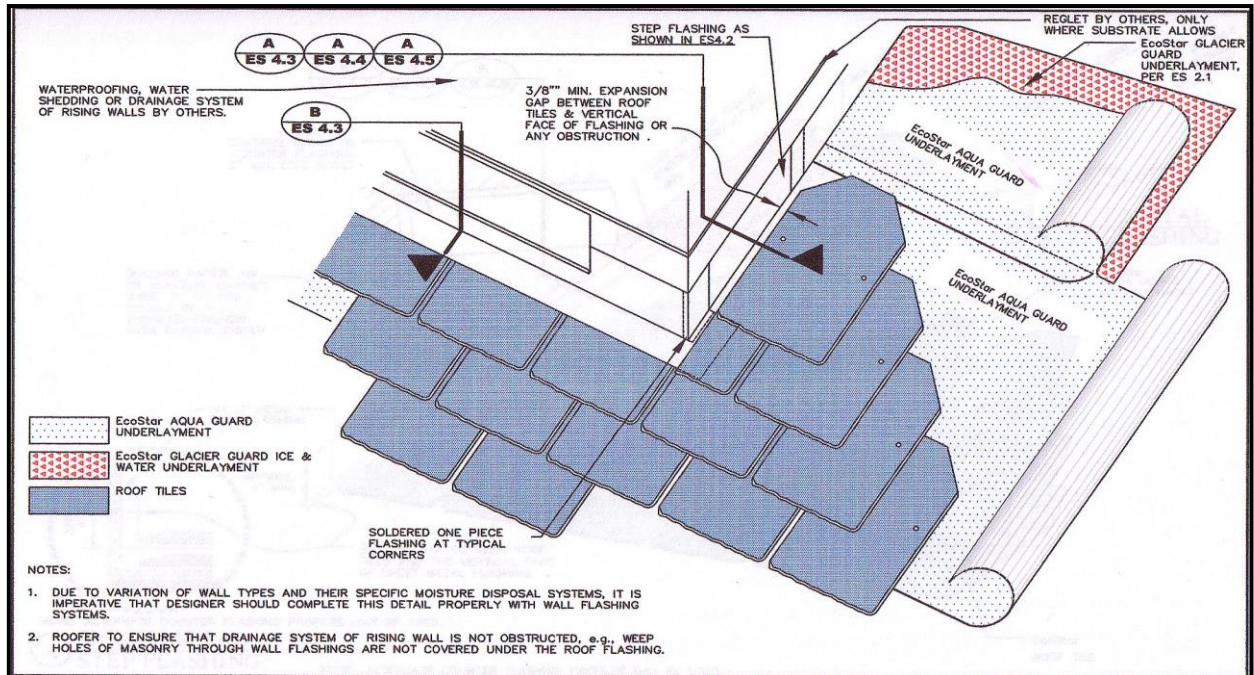 A A A
ES 4.3 ES 4.4 ES 4.5
WATERPROOFING, WATER
SHEDDING OR DRAINAGE SYSTEM
OF RISING WALLS BY OTHERS.
B
ES 4.3
STEP FLASHING AS
SHOWN IN ES4.2
3/8"" MIN. EXPANSION
GAP BETWEEN ROOF
TILES & VERTICAL
FACE OF FLASHING OR
ANY OBSTRUCTION .
REGLET BY OTHERS, ONLY
WHERE SUBSTRATE ALLOWS
EcoStar GLACIER
GUARD
UNDERLAYMENT,
PER ES 2.1
EcoStar AQUA GUARD
UNDERLAYMENT
EcoStar AQUA GUARD
UNDERLAYMENT
EcoStar AQUA GUARD
UNDERLAYMENT
EcoStar GLACIER GUARD ICE &
WATER UNDERLAYMENT
ROOF TILES
SOLDERED ONE PIECE
FLASHING AT TYPICAL
CORNERS
NOTES:
1. DUE TO VARIATION OF WALL TYPES AND THEIR SPECIFIC MOISTURE DISPOSAL SYSTEMS, IT IS
IMPERATIVE THAT DESIGNER SHOULD COMPLETE THIS DETAIL PROPERLY WITH WALL FLASHING
SYSTEMS.
2. ROOFER TO ENSURE THAT DRAINAGE SYSTEM OF RISING WALL IS NOT OBSTRUCTED, e.g., WEEP
HOLES OF MASONRY THROUGH WALL FLASHINGS ARE NOT COVERED UNDER THE ROOF FLASHING.